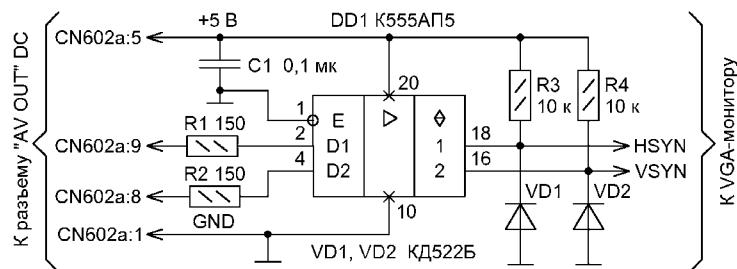 +5 В
DD1 К555АП5
CN602a:5
C1 0,1 мк
20
R3
10 к
R4
10 к
1
E
R1 150
2
D1
1
18
HSYN
CN602a:9
4
D2
2
16
VSYN
R2 150
CN602a:8
VD1
VD2
GND
10
CN602a:1
VD1, VD2 КД522Б
К разъему "AV OUT" DC
К VGA-монитору